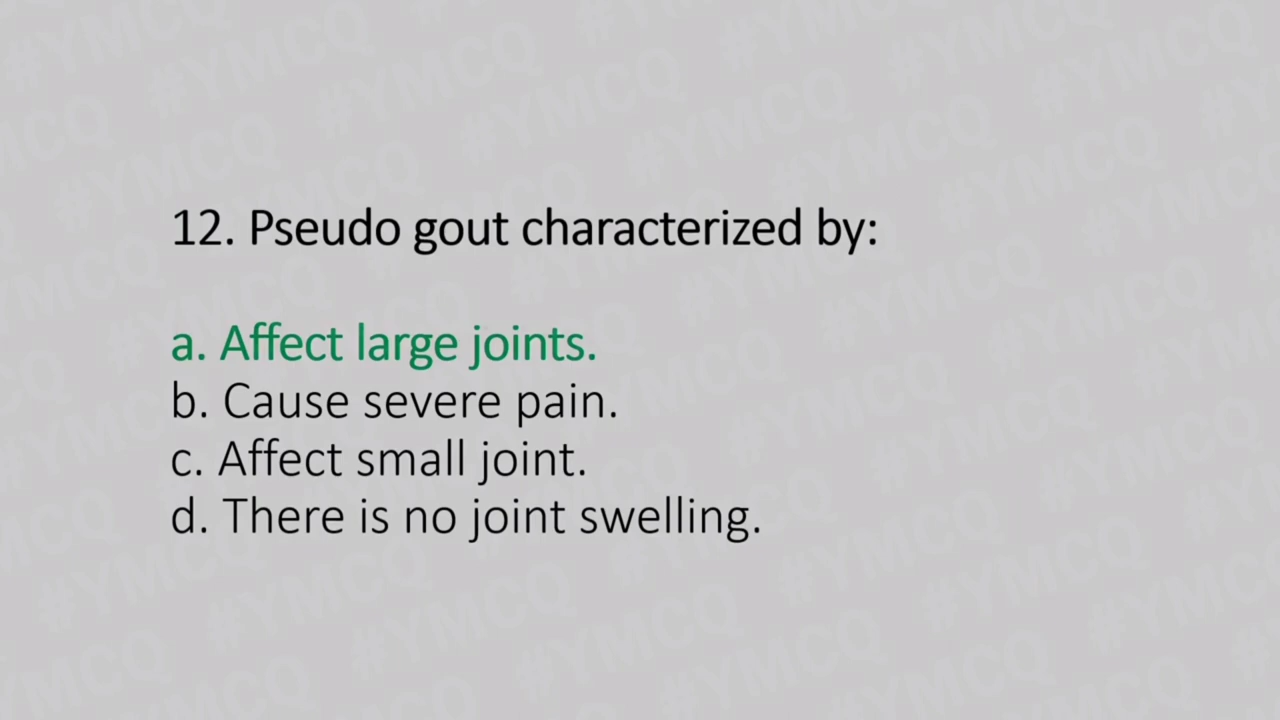 12. Pseudo gout characterized by:
a. Affect large joints.
b. Cause severe pain.
c. Affect small joint.
d. There is no joint swelling.
#YMCQ